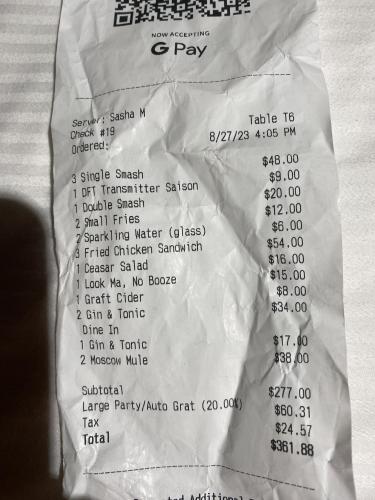 NOW ACCEPTING
G Pay
Server: Sasha M
Check #19 Table T6
Ordered: 8/27/23 4:05 PM
3 Single Smash $48.00
1 DFT Transmitter Saison $9.00
1 Double Smash $20.00
2 Small Fries $12.00
2 Sparkling Water (glass) $6.00
3 Fried Chicken Sandwich $54.00
1 Ceasar Salad $16.00
1 Look Ma, No Booze $15.00
1 Graft Cider $8.00
2 Gin & Tonic $34.00
Dine In
1 Gin & Tonic $17.00
2 Moscow Mule $38.00
Subtotal $277.00
Large Party/Auto Grat (20.00%) $60.31
Tax $24.57
Total $361.88
and Additional